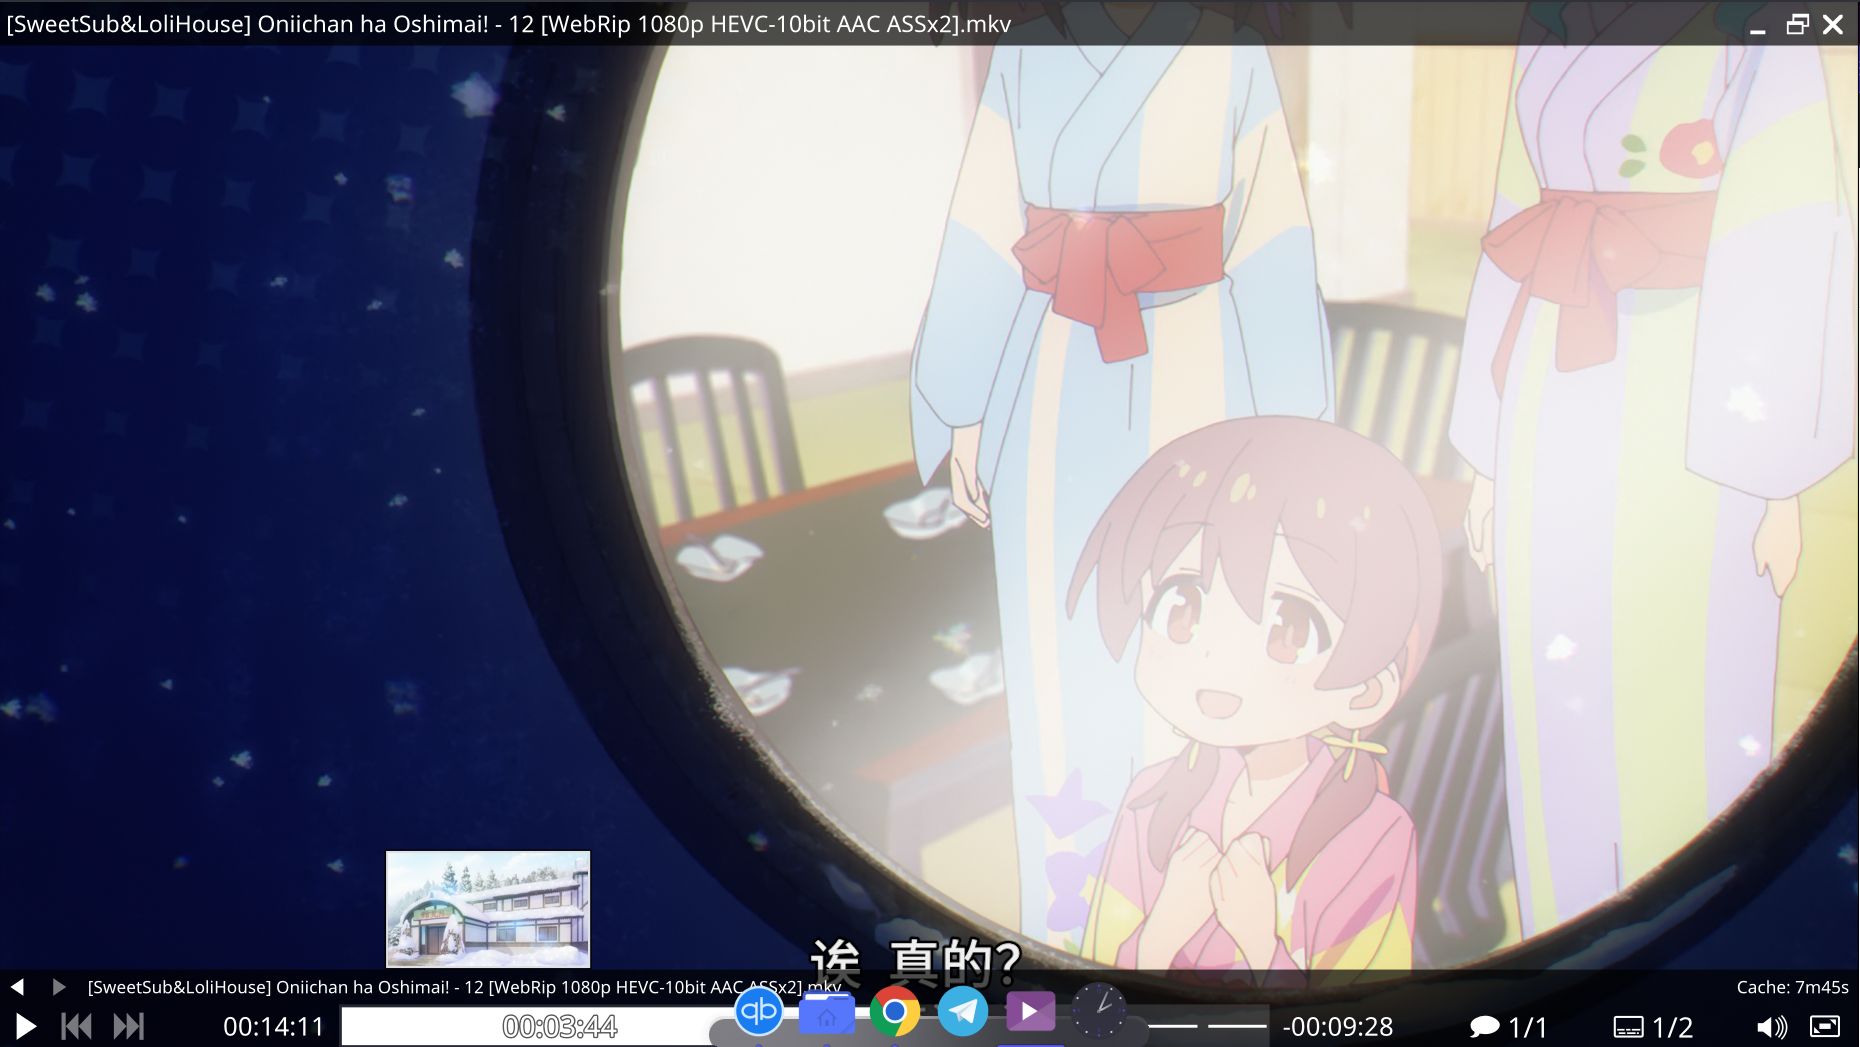 [SweetSub&LoliHouse] Oniichan ha Oshimai! - 12 [WebRip 1080p HEVC-10bit AAC ASSx2].mkv
诶 真的?
[SweetSub&LoliHouse] Oniichan ha Oshimai! - 12 [WebRip 1080p HEVC-10bit AAC ASSx2].mkv
Cache: 7m45s
00:14:11
00:03:44
qb
-00:09:28
1/1
1/2